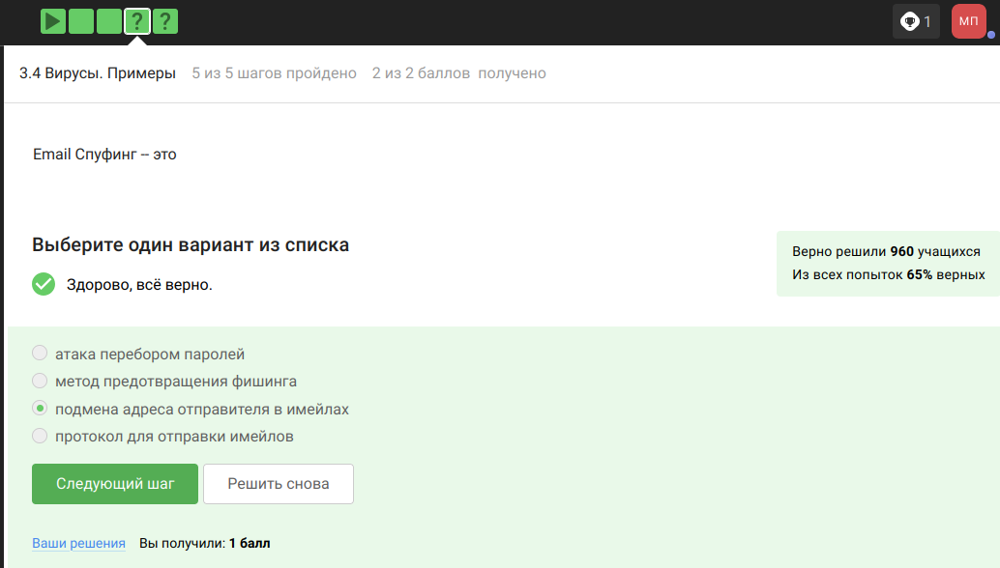 ? ? 1 МП
3.4 Вирусы. Примеры 5 из 5 шагов пройдено 2 из 2 баллов получено
Email Спуфинг -- это
Выберите один вариант из списка
Здорово, всё верно.
Верно решили 960 учащихся
Из всех попыток 65% верных
атака перебором паролей
метод предотвращения фишинга
подмена адреса отправителя в имейлах
протокол для отправки имейлов
Следующий шаг Решить снова
Ваши решения Вы получили: 1 балл